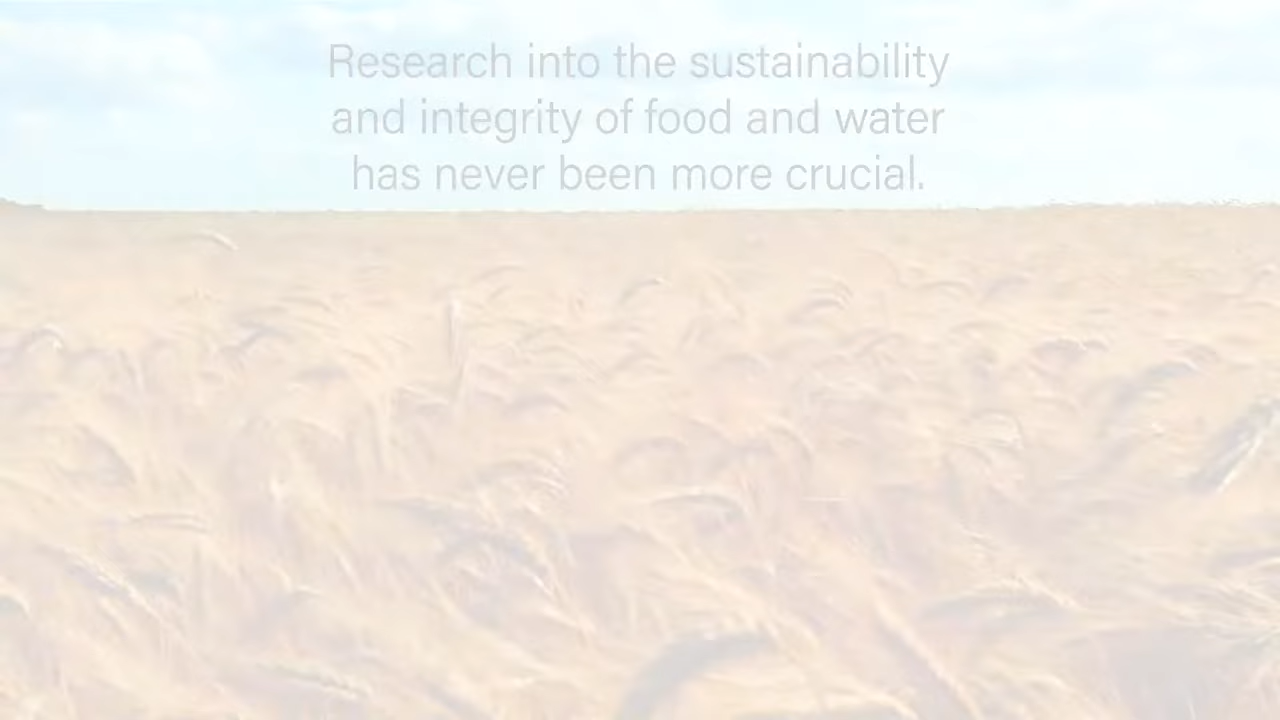 Research into the sustainability
and integrity of food and water
has never been more crucial.